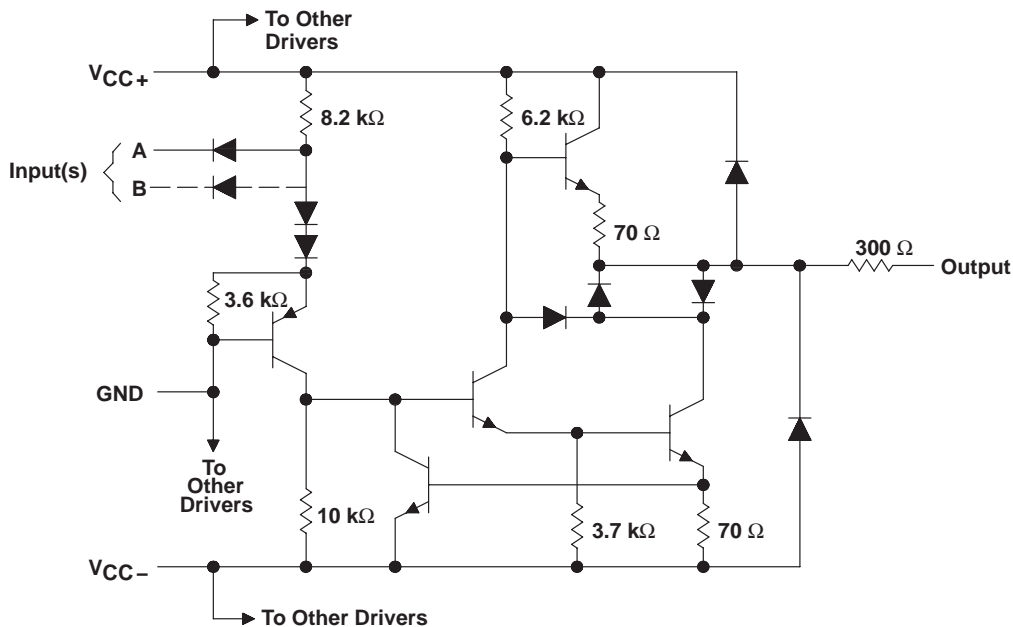 To Other
Drivers
VCC+
8.2 kΩ
6.2 kΩ
Input(s)
A
B
70 Ω
300 Ω
Output
3.6 kΩ
GND
To
Other
Drivers
10 kΩ
3.7 kΩ
70 Ω
VCC−
To Other Drivers